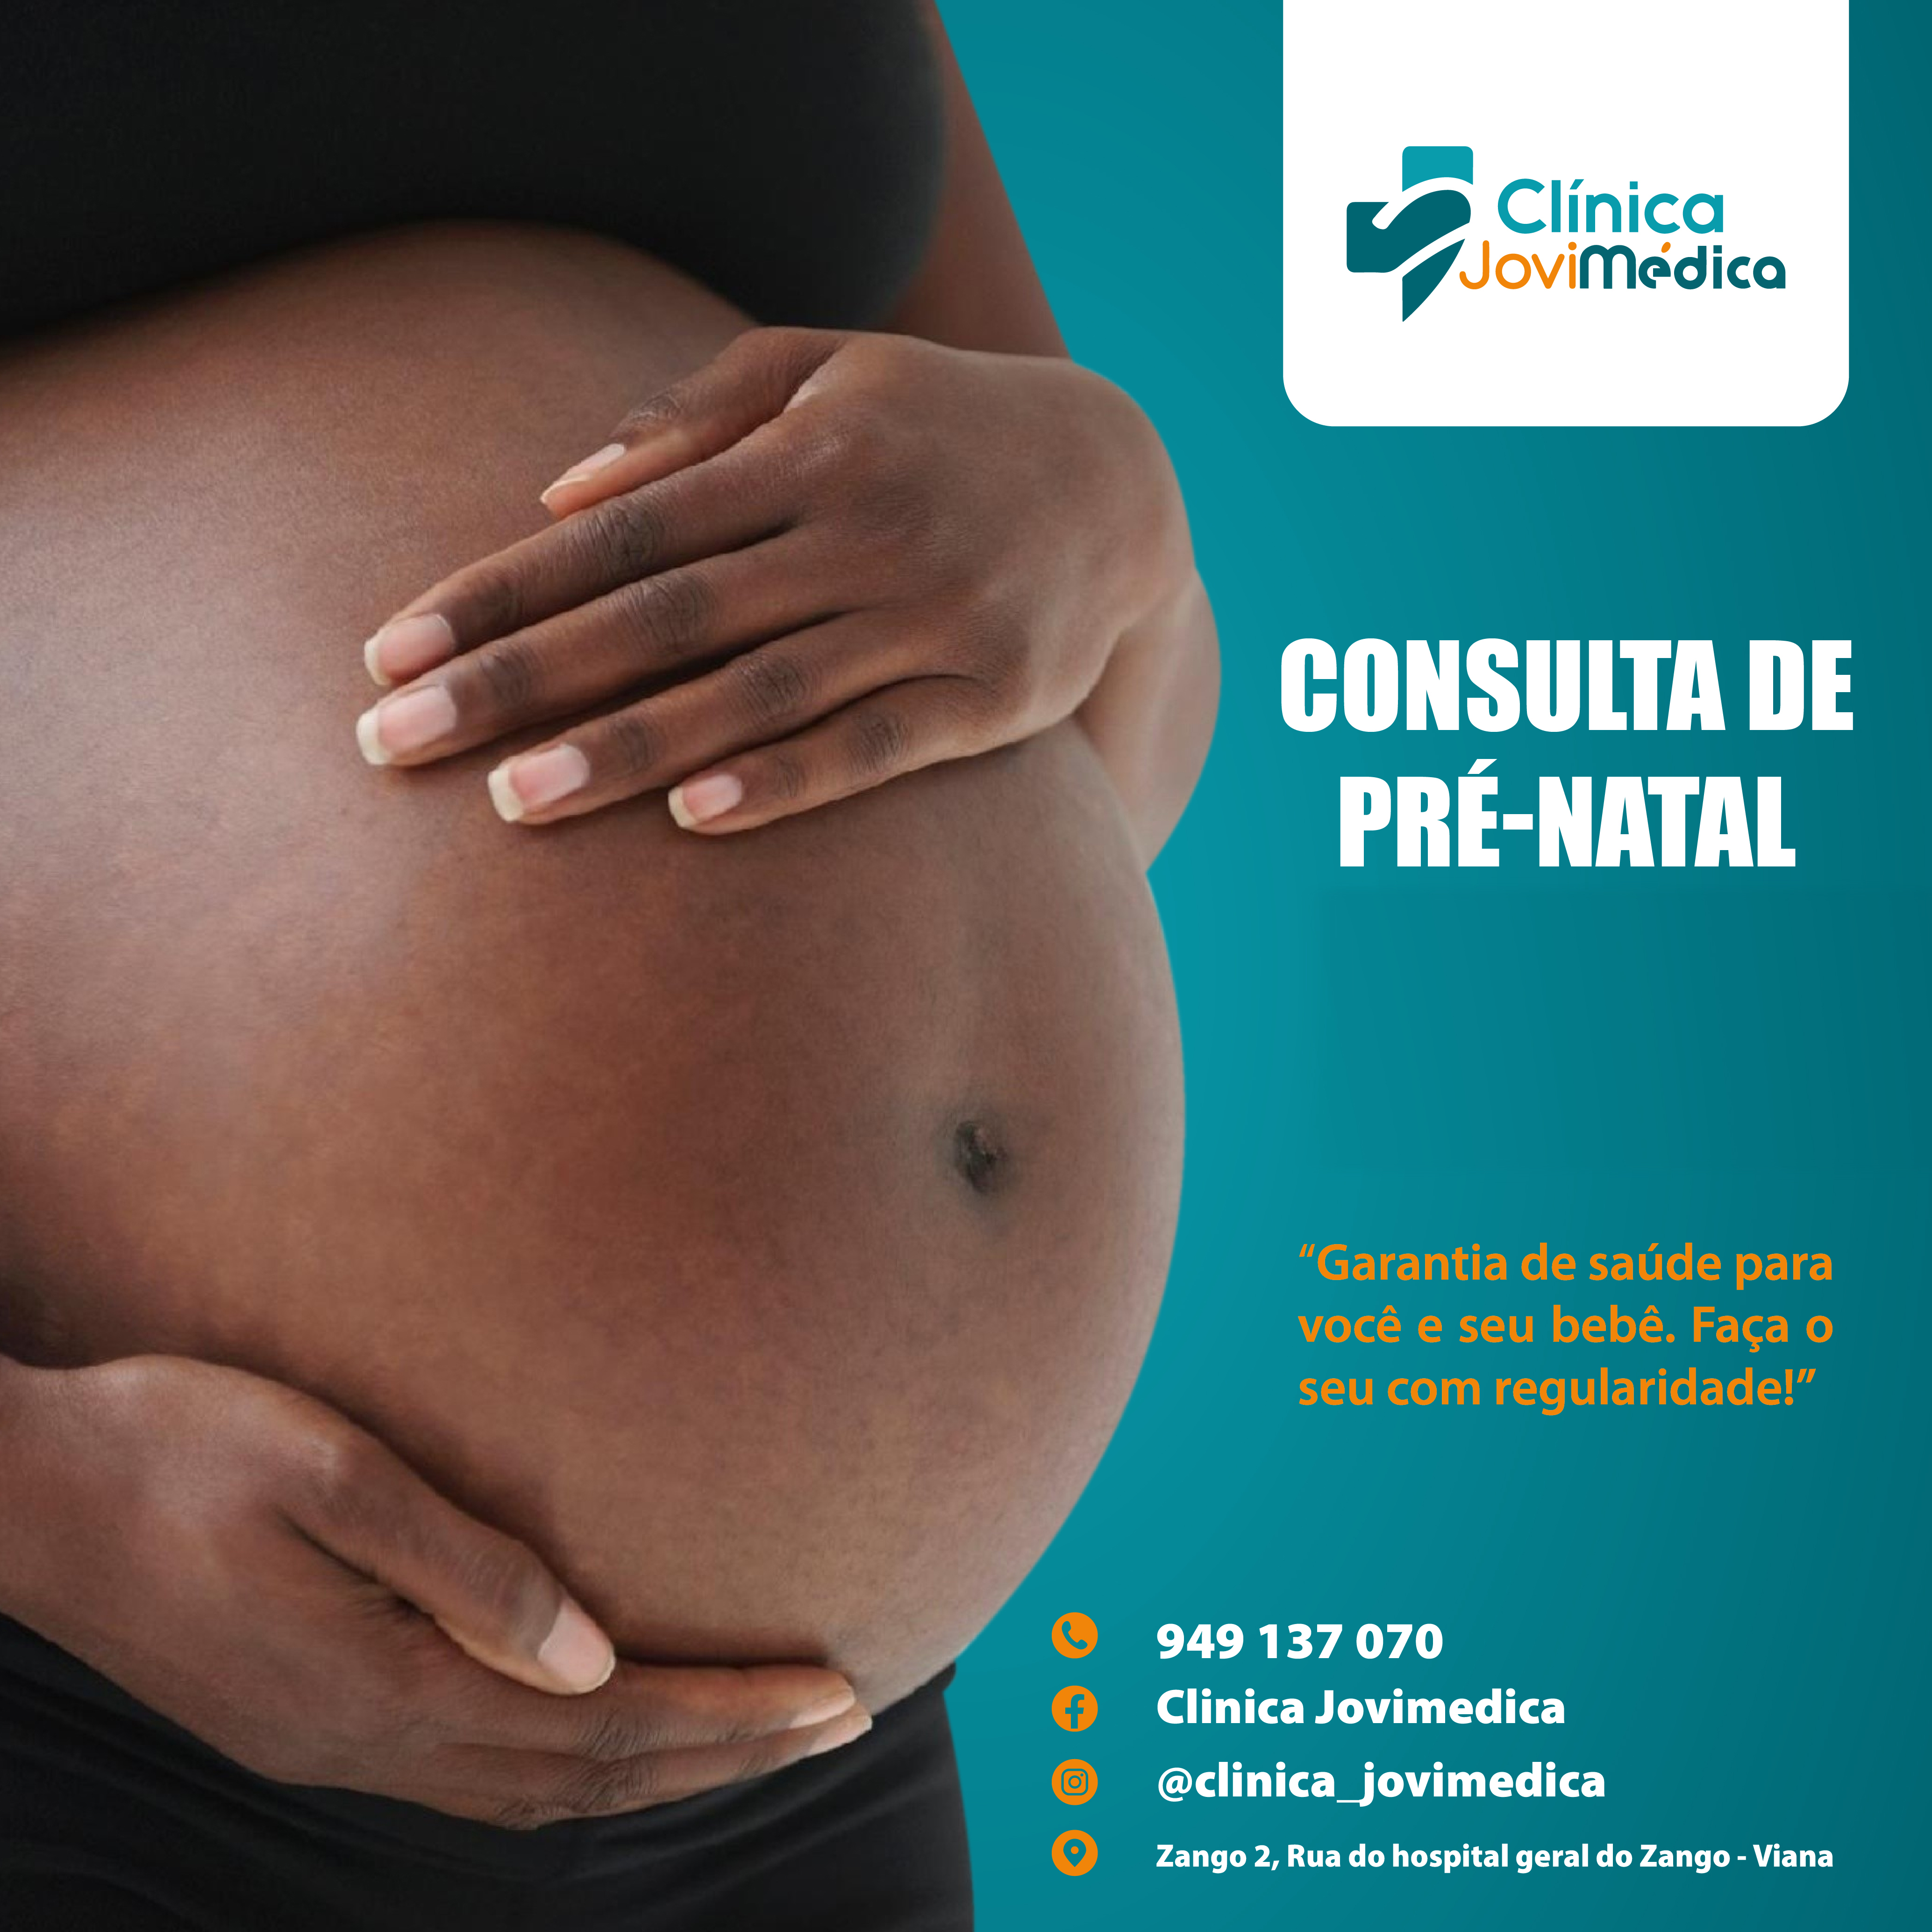 Clínica
JoviMédica
CONSULTA DE
PRÉ-NATAL
“Garantia de saúde para
você e seu bebê. Faça o
seu com regularidade!”
949 137 070
Clinica Jovimedica
@clinica_jovimedica
Zango 2, Rua do hospital geral do Zango - Viana